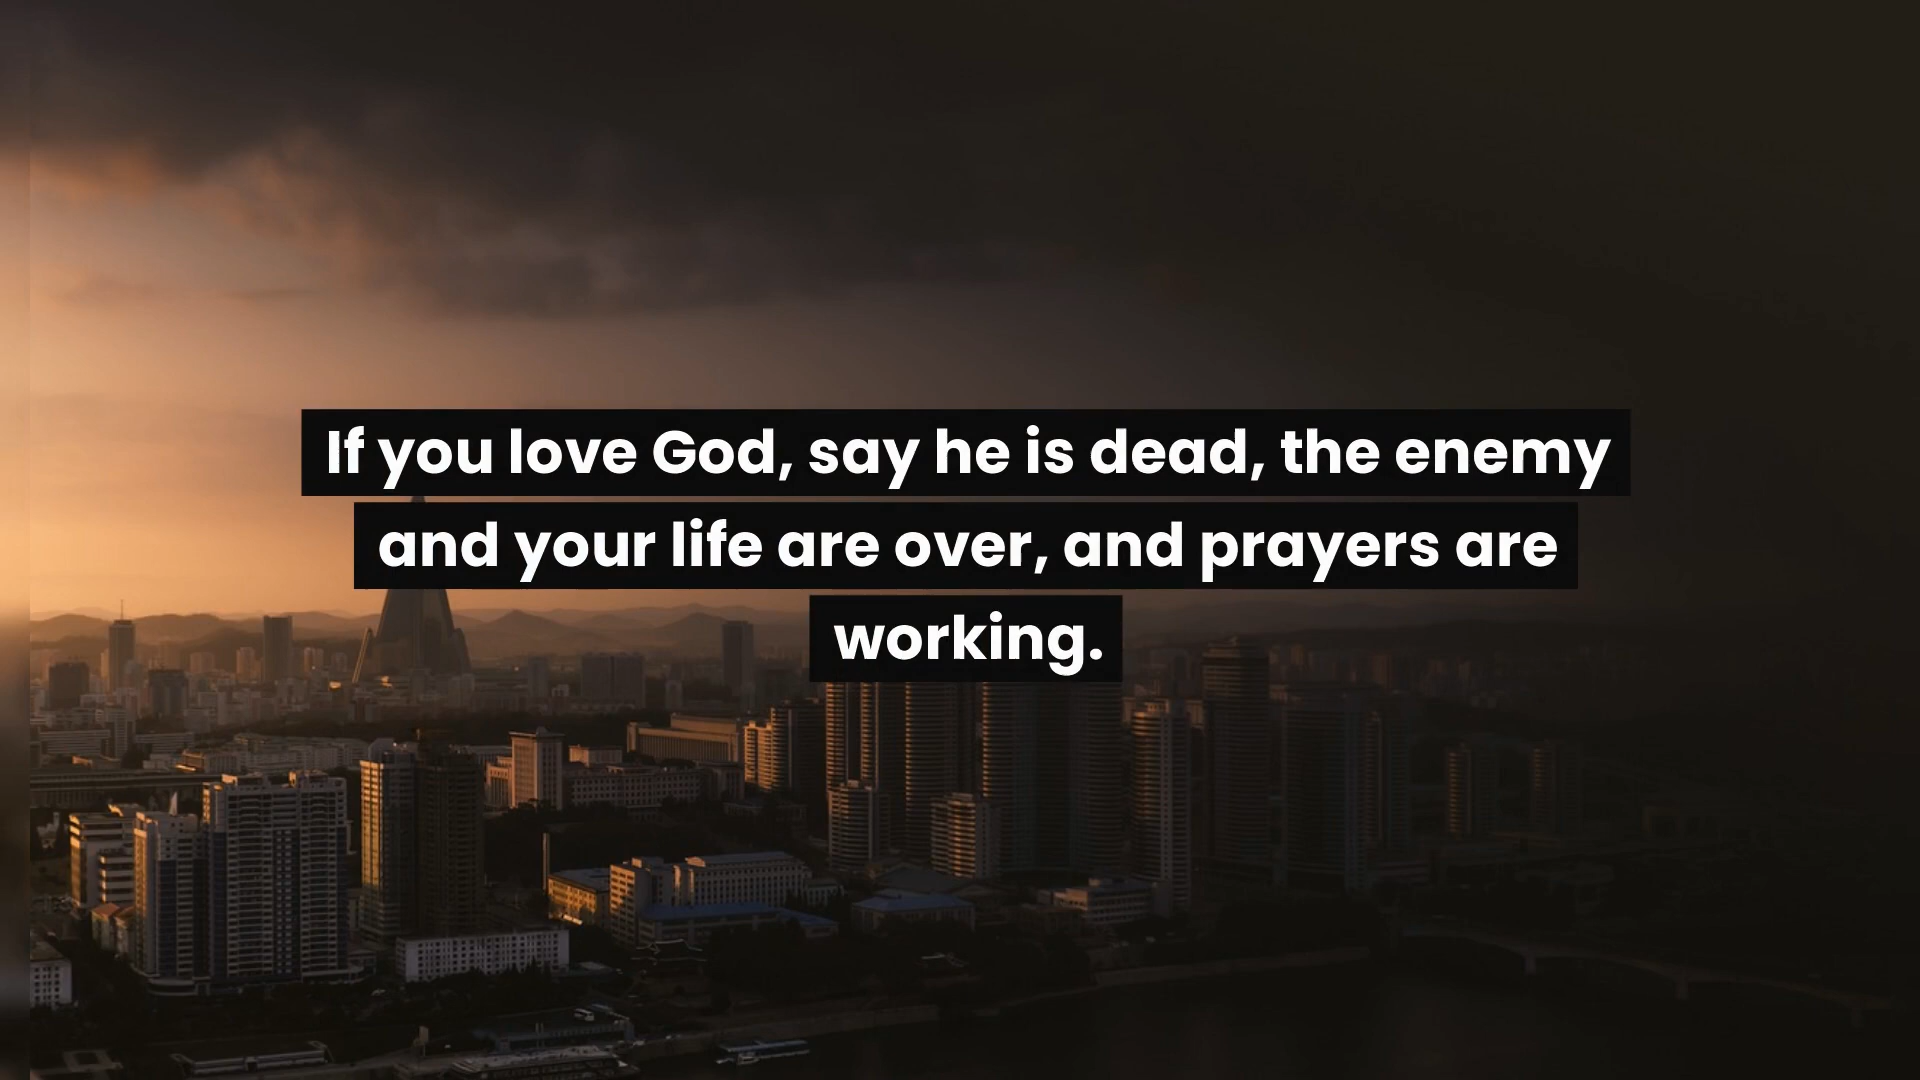 If you love God, say he is dead, the enemy
and your life are over, and prayers are
working.